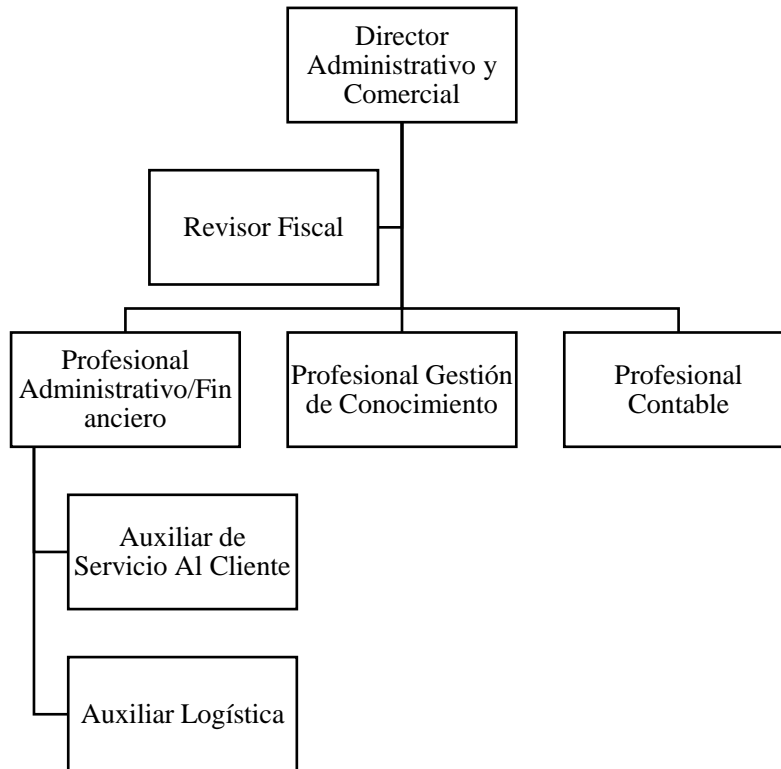 Director
Administrativo y
Comercial
Revisor Fiscal
Profesional
Administrativo/Fin
anciero
Profesional Gestión
de Conocimiento
Profesional
Contable
Auxiliar de
Servicio Al Cliente
Auxiliar Logística